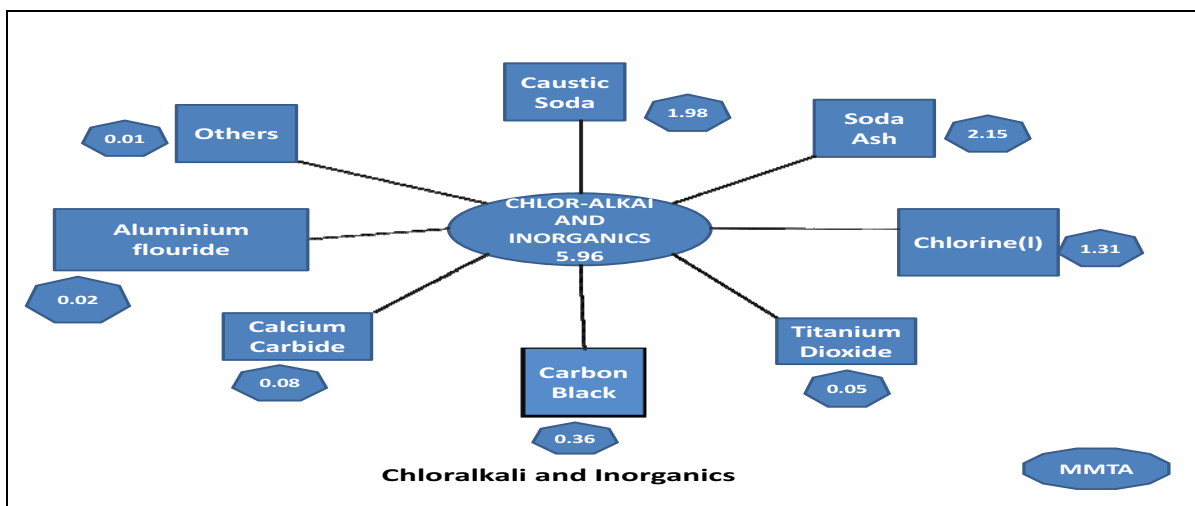 Caustic
Soda
1.98
Soda
Ash
2.15
Others
0.01
CHLOR-ALKAI
AND
INORGANICS
5.96
Aluminium
flouride
0.02
Chlorine(l)
1.31
Calcium
Carbide
0.08
Carbon
Black
0.36
Titanium
Dioxide
0.05
Chloralkali and Inorganics
MMTA